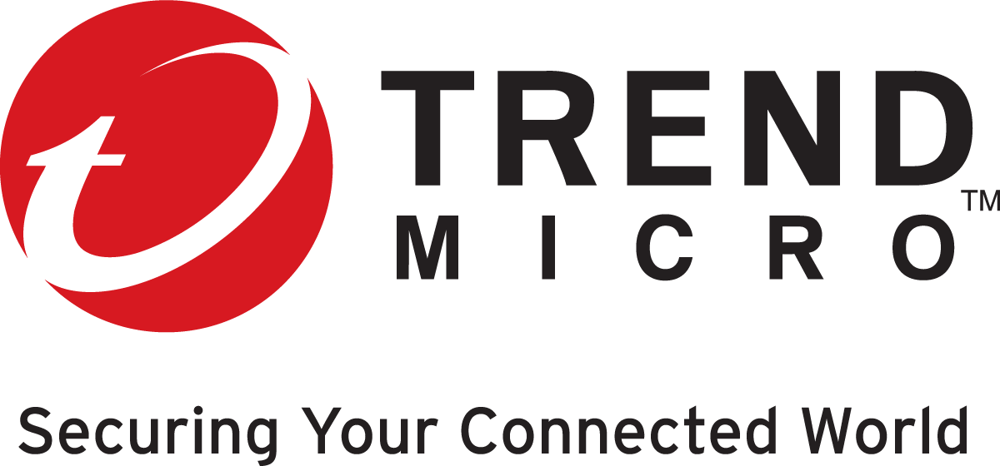 t
TREND
MICRO™
Securing Your Connected World